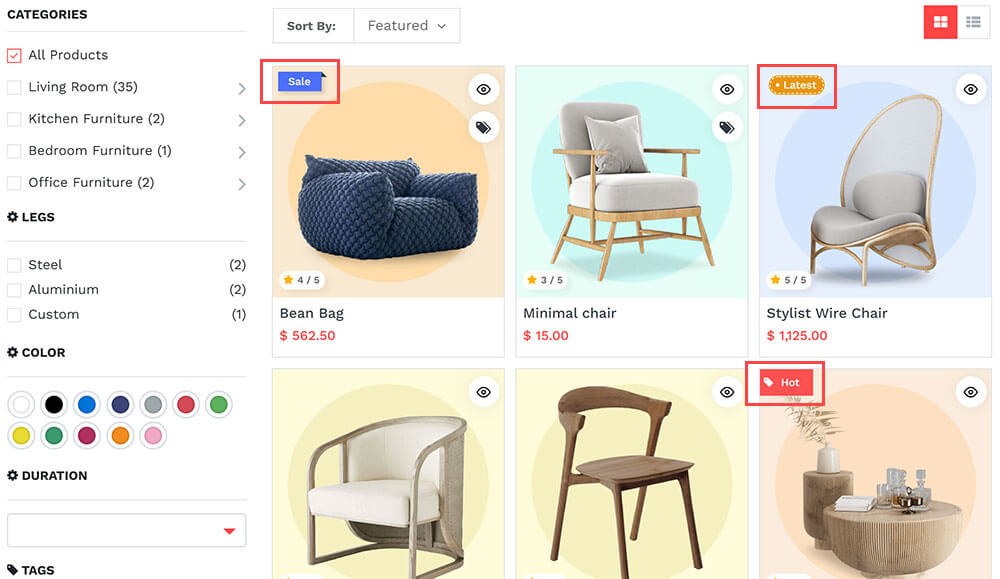 CATEGORIES
All Products
Living Room (35)
Kitchen Furniture (2)
Bedroom Furniture (1)
Office Furniture (2)
LEGS
Steel (2)
Aluminium (2)
Custom (1)
COLOR
DURATION
TAGS
Sort By: Featured
Sale
Latest
4 / 5
3 / 5
5 / 5
Bean Bag
$ 562.50
Minimal chair
$ 15.00
Stylist Wire Chair
$ 1,125.00
Hot